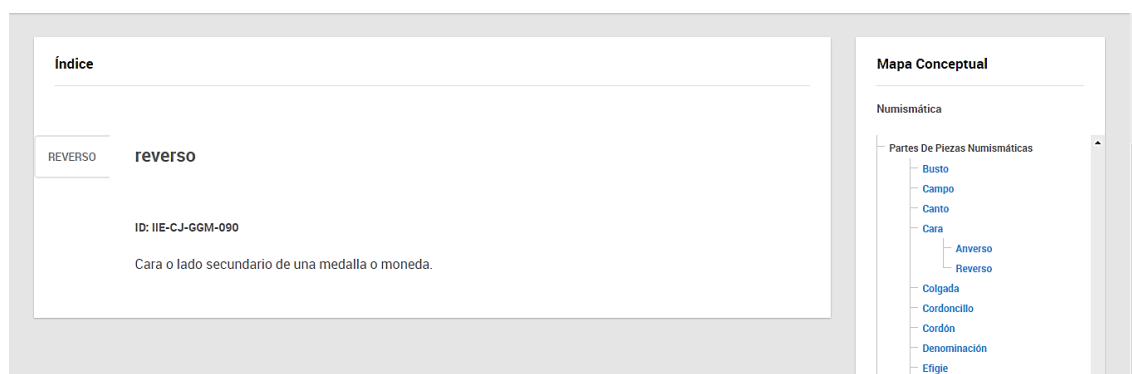 Índice
REVERSO
reverso
ID: IIE-CJ-GGM-090
Cara o lado secundario de una medalla o moneda.
Mapa Conceptual
Numismática
Partes De Piezas Numismáticas
Busto
Campo
Canto
Cara
Anverso
Reverso
Colgada
Cordoncillo
Cordón
Denominación
Efigie